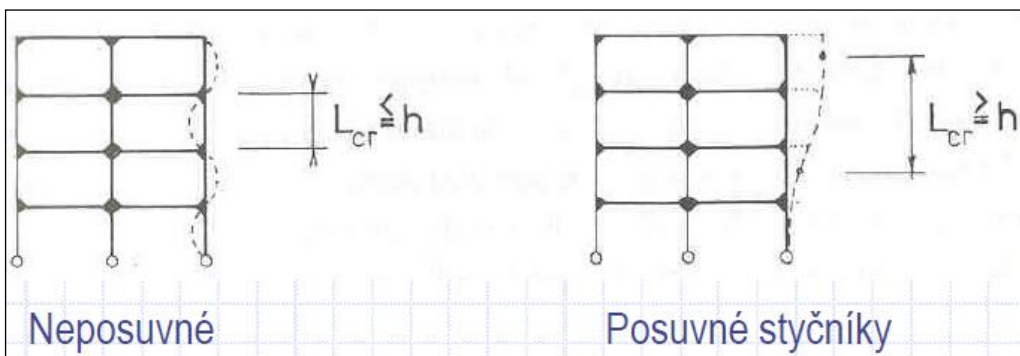 L_cr ≦ h
L_cr ≧ h
Neposuvné
Posuvné styčníky